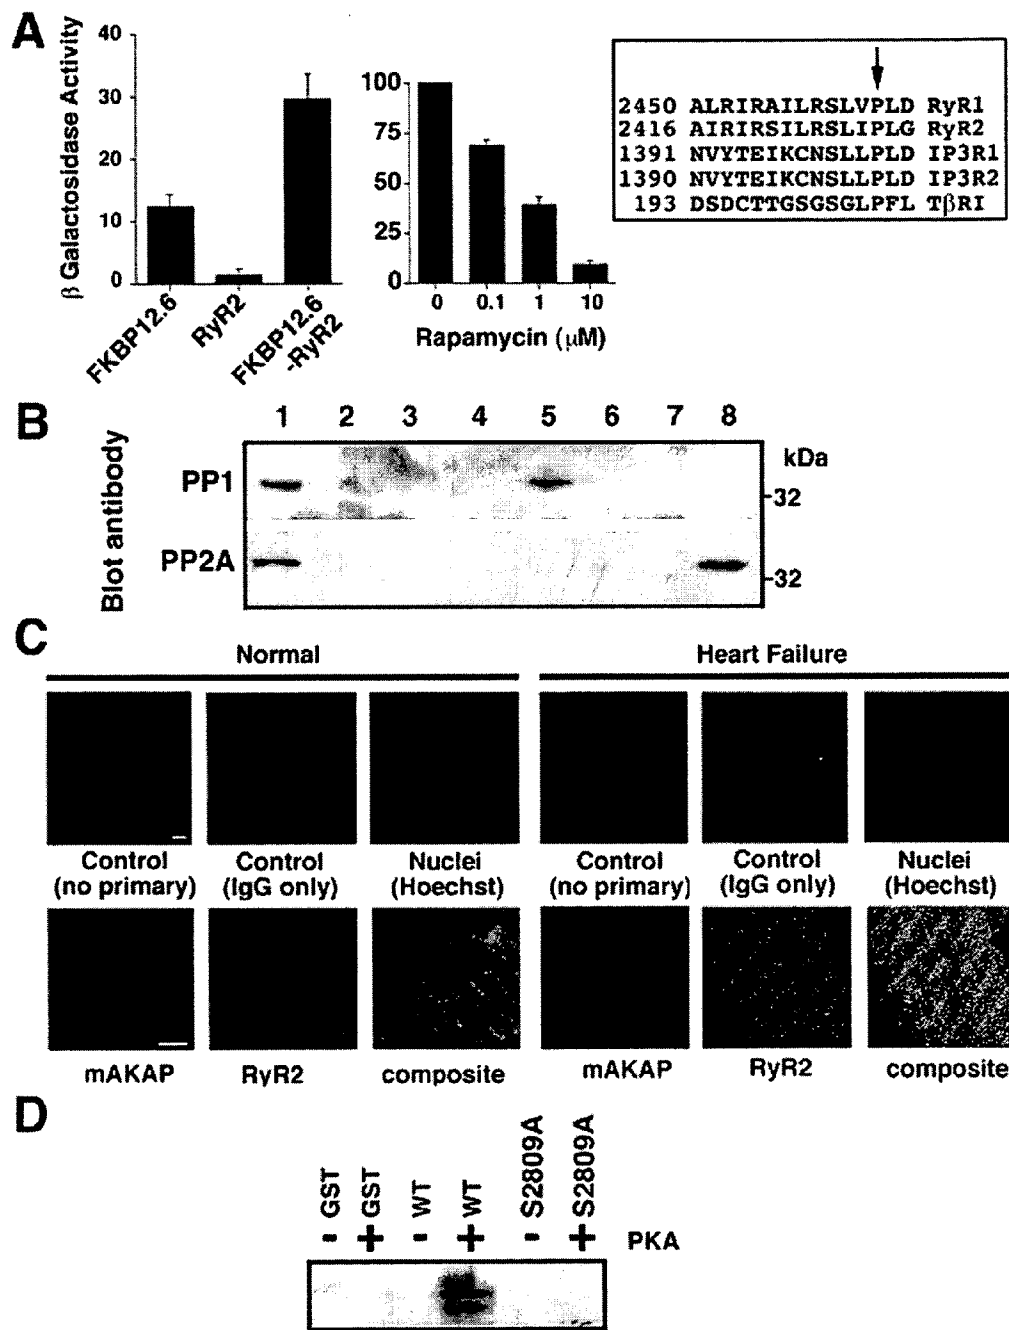 A
β Galactosidase Activity
40
30
20
10
0
FKBP12.6
RyR2
FKBP12.6
-RyR2
100
75
50
25
0
0 0.1 1 10
Rapamycin (μM)
2450 ALRIRAILRSLVPLD RyR1
2416 AIRIRSILRSLIPLG RyR2
1391 NVYTEIKCNSLLPLD IP3R1
1390 NVYTEIKCNSLLPLD IP3R2
193 DSDCTTGSGSGLPFL TβRI
B
1 2 3 4 5 6 7 8
Blot antibody
kDa
PP1
-32
PP2A
-32
C
Normal
Heart Failure
Control
(no primary)
Control
(IgG only)
Nuclei
(Hoechst)
Control
(no primary)
Control
(IgG only)
Nuclei
(Hoechst)
mAKAP
RyR2
composite
mAKAP
RyR2
composite
D
GST
GST
WT
WT
S2809A
S2809A
- + - + - + PKA